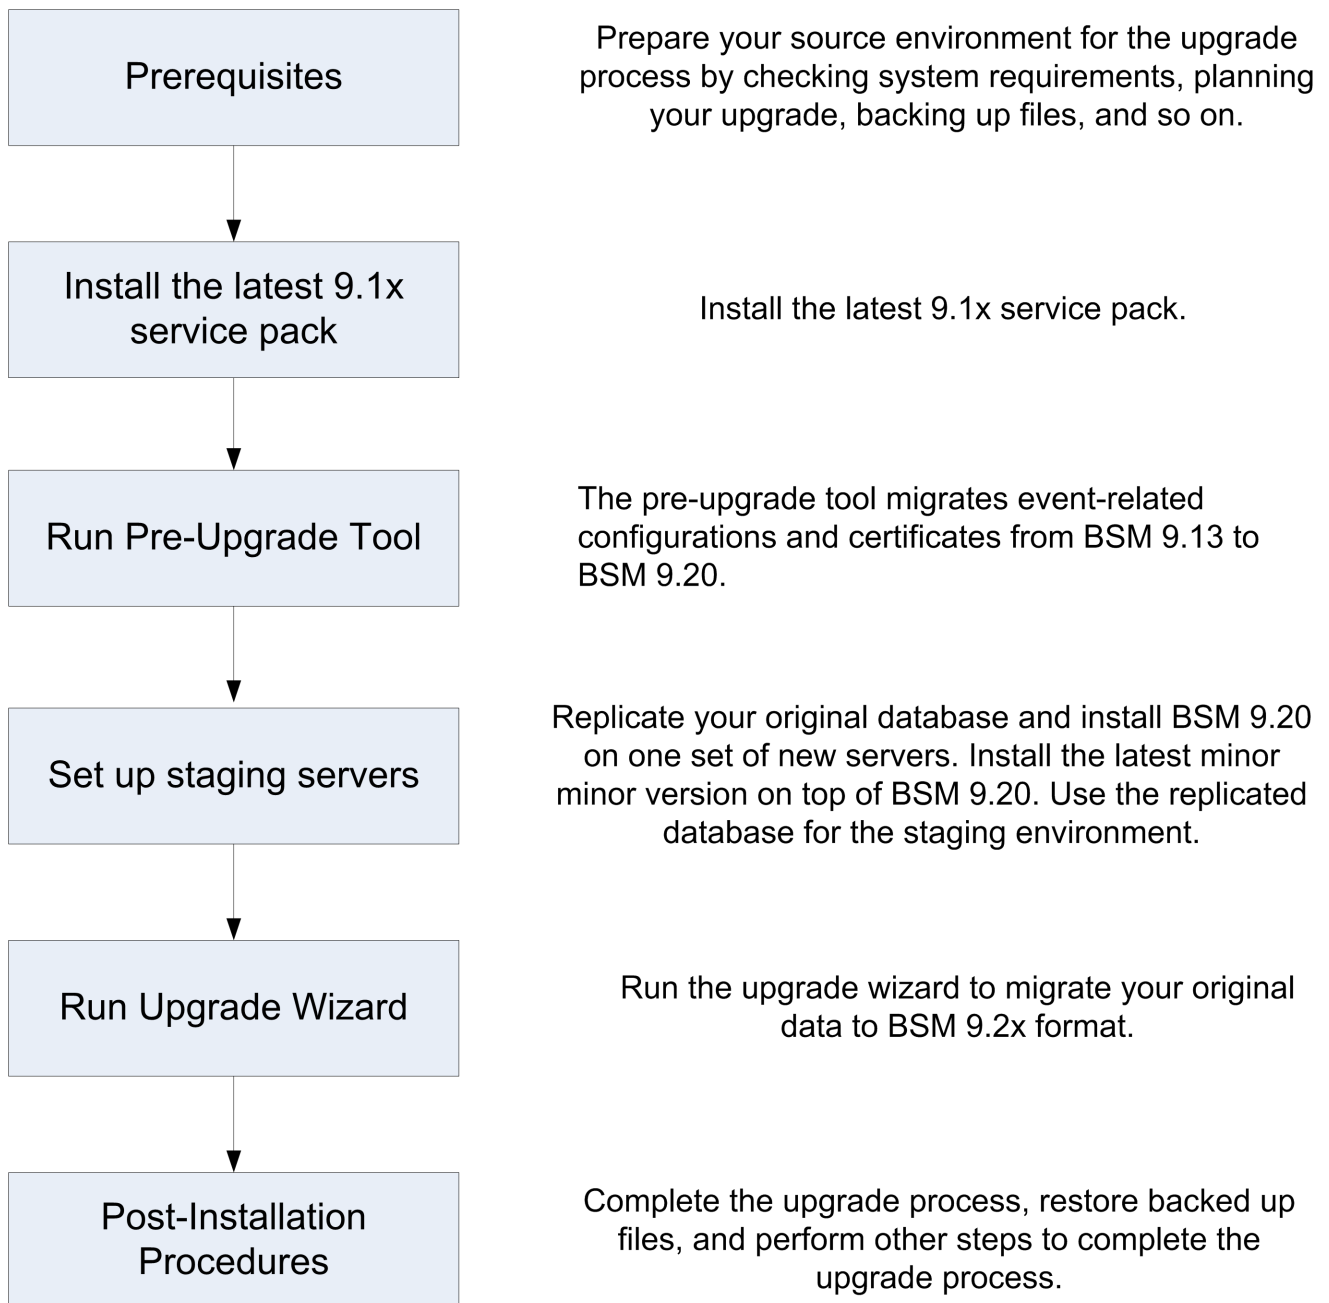 Prerequisites
Prepare your source environment for the upgrade
process by checking system requirements, planning
your upgrade, backing up files, and so on.
Install the latest 9.1x
service pack
Install the latest 9.1x service pack.
Run Pre-Upgrade Tool
The pre-upgrade tool migrates event-related
configurations and certificates from BSM 9.13 to
BSM 9.20.
Set up staging servers
Replicate your original database and install BSM 9.20
on one set of new servers. Install the latest minor
minor version on top of BSM 9.20. Use the replicated
database for the staging environment.
Run Upgrade Wizard
Run the upgrade wizard to migrate your original
data to BSM 9.2x format.
Post-Installation
Procedures
Complete the upgrade process, restore backed up
files, and perform other steps to complete the
upgrade process.